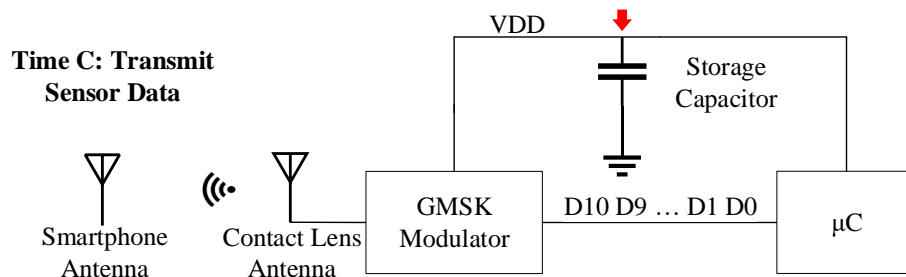 VDD
Time C: Transmit
Sensor Data
Storage
Capacitor
GMSK
Modulator
D10 D9 … D1 D0
μC
Smartphone
Antenna
Contact Lens
Antenna